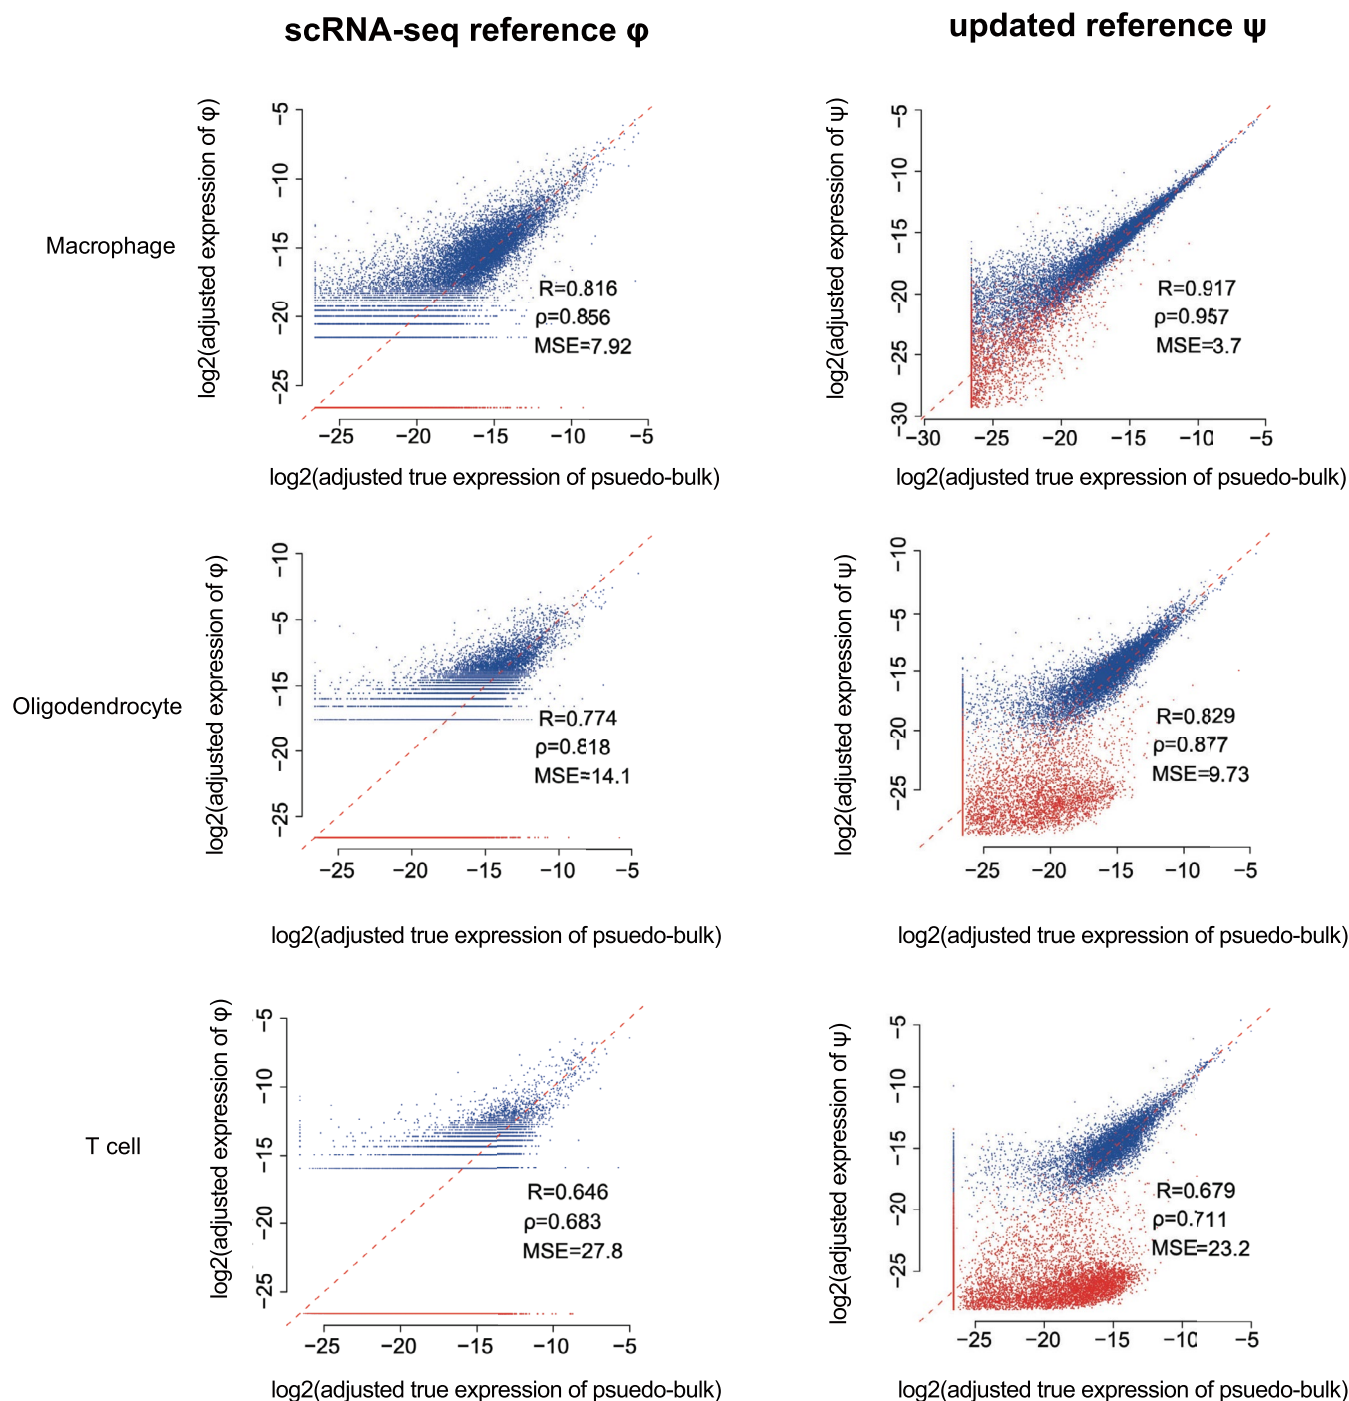 scRNA-seq reference φ
updated reference ψ
Macrophage
log2(adjusted expression of φ)
−5
−10
−15
−20
−25
R=0.816
ρ=0.856
MSE=7.92
−25 −20 −15 −10 −5
log2(adjusted true expression of psuedo-bulk)
log2(adjusted expression of ψ)
−5
−10
−15
−20
−25
−30
R=0.917
ρ=0.957
MSE=3.7
−30 −25 −20 −15 −10 −5
log2(adjusted true expression of psuedo-bulk)
Oligodendrocyte
log2(adjusted expression of φ)
−10
−5
−15
−20
−25
R=0.774
ρ=0.818
MSE=14.1
−25 −20 −15 −10 −5
log2(adjusted true expression of psuedo-bulk)
log2(adjusted expression of ψ)
−10
−5
−15
−20
−25
R=0.829
ρ=0.877
MSE=9.73
−25 −20 −15 −10 −5
log2(adjusted true expression of psuedo-bulk)
T cell
log2(adjusted expression of φ)
−5
−10
−15
−20
−25
R=0.646
ρ=0.683
MSE=27.8
−25 −20 −15 −10 −5
log2(adjusted true expression of psuedo-bulk)
log2(adjusted expression of ψ)
−5
−10
−15
−20
−25
R=0.679
ρ=0.711
MSE=23.2
−25 −20 −15 −10 −5
log2(adjusted true expression of psuedo-bulk)